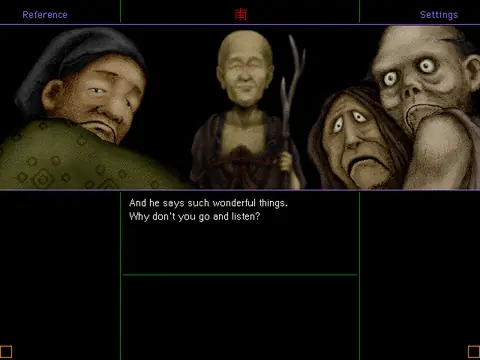 Reference
南
Settings
And he says such wonderful things.
Why don't you go and listen?